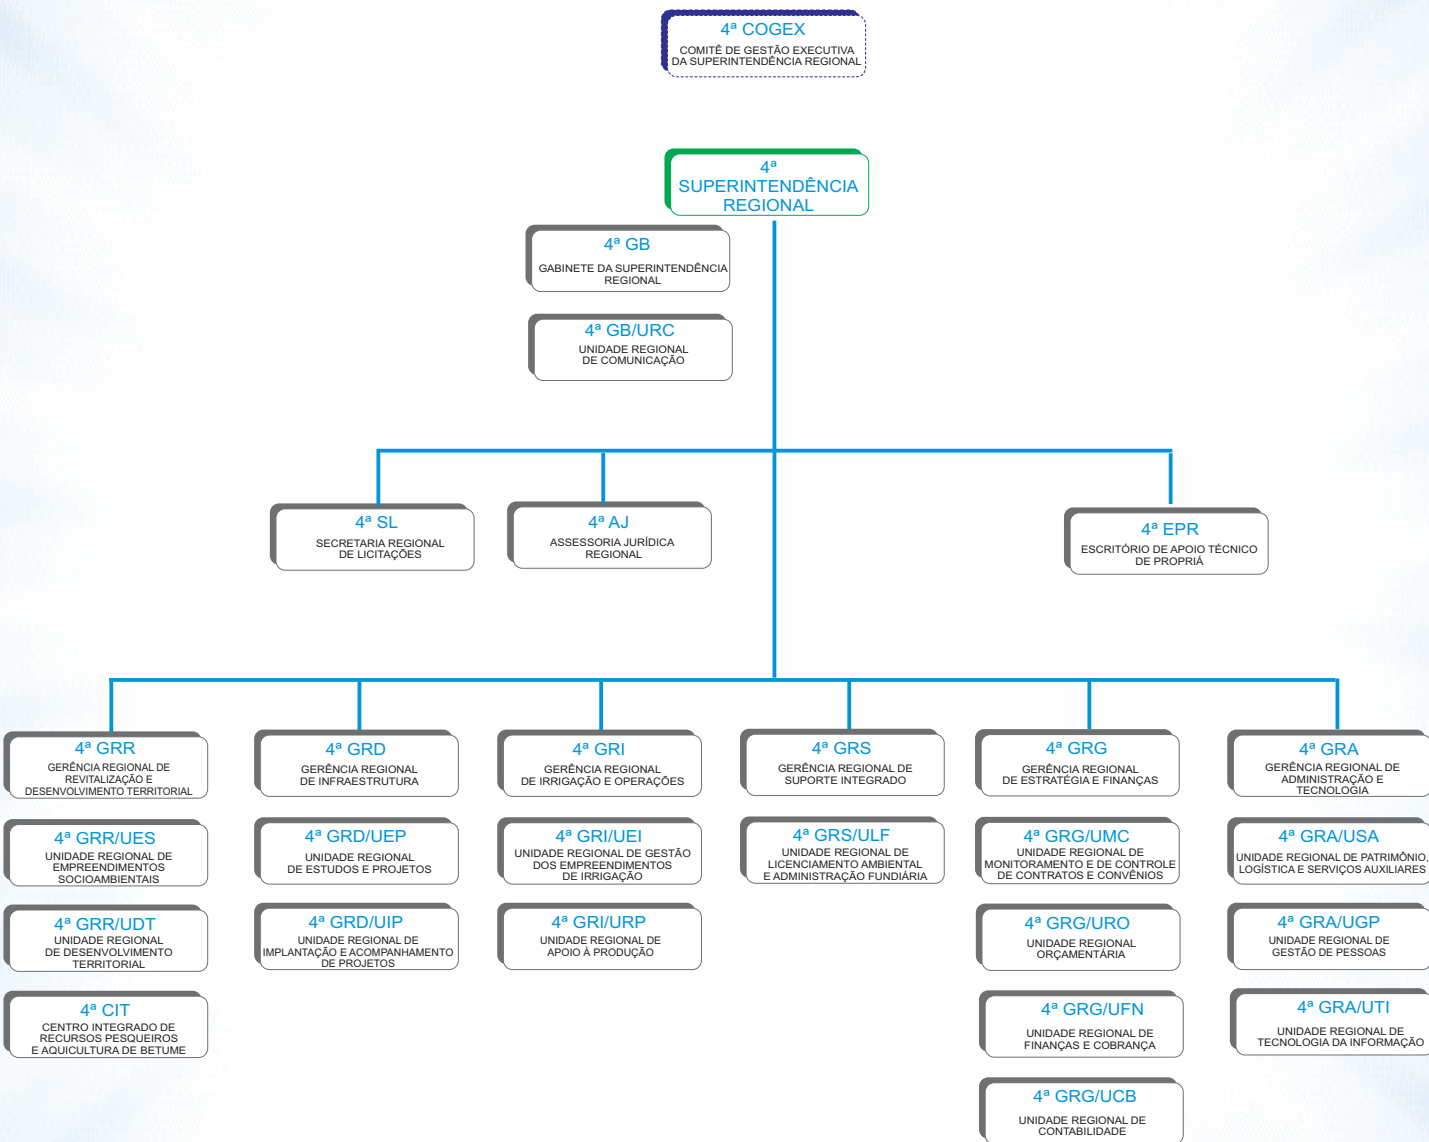 4ª COGEX
COMITÊ DE GESTÃO EXECUTIVA
DA SUPERINTENDÊNCIA REGIONAL
4ª
SUPERINTENDÊNCIA
REGIONAL
4ª GB
GABINETE DA SUPERINTENDÊNCIA
REGIONAL
4ª GB/URC
UNIDADE REGIONAL
DE COMUNICAÇÃO
4ª SL
SECRETARIA REGIONAL
DE LICITAÇÕES
4ª AJ
ASSESSORIA JURÍDICA
REGIONAL
4ª EPR
ESCRITÓRIO DE APOIO TÉCNICO
DE PROPRIÁ
4ª GRR
GERÊNCIA REGIONAL DE
REVITALIZAÇÃO E
DESENVOLVIMENTO TERRITORIAL
4ª GRR/UES
UNIDADE REGIONAL DE
EMPREENDIMENTOS
SOCIOAMBIENTAIS
4ª GRR/UDT
UNIDADE REGIONAL
DE DESENVOLVIMENTO
TERRITORIAL
4ª CIT
CENTRO INTEGRADO DE
RECURSOS PESQUEIROS
E AQUICULTURA DE BETUME
4ª GRD
GERÊNCIA REGIONAL
DE INFRAESTRUTURA
4ª GRD/UEP
UNIDADE REGIONAL
DE ESTUDOS E PROJETOS
4ª GRD/UIP
UNIDADE REGIONAL DE
IMPLANTAÇÃO E ACOMPANHAMENTO
DE PROJETOS
4ª GRI
GERÊNCIA REGIONAL
DE IRRIGAÇÃO E OPERAÇÕES
4ª GRI/UEI
UNIDADE REGIONAL DE GESTÃO
DOS EMPREENDIMENTOS
DE IRRIGAÇÃO
4ª GRI/URP
UNIDADE REGIONAL DE
APOIO À PRODUÇÃO
4ª GRS
GERÊNCIA REGIONAL DE
SUPORTE INTEGRADO
4ª GRS/ULF
UNIDADE REGIONAL DE
LICENCIAMENTO AMBIENTAL
E ADMINISTRAÇÃO FUNDIÁRIA
4ª GRG
GERÊNCIA REGIONAL
DE ESTRATÉGIA E FINANÇAS
4ª GRG/UMC
UNIDADE REGIONAL DE
MONITORAMENTO E DE CONTROLE
DE CONTRATOS E CONVÊNIOS
4ª GRG/URO
UNIDADE REGIONAL
ORÇAMENTÁRIA
4ª GRG/UFN
UNIDADE REGIONAL DE
FINANÇAS E COBRANÇA
4ª GRG/UCB
UNIDADE REGIONAL DE
CONTABILIDADE
4ª GRA
GERÊNCIA REGIONAL DE
ADMINISTRAÇÃO E
TECNOLOGIA
4ª GRA/USA
UNIDADE REGIONAL DE PATRIMÔNIO,
LOGÍSTICA E SERVIÇOS AUXILIARES
4ª GRA/UGP
UNIDADE REGIONAL DE
GESTÃO DE PESSOAS
4ª GRA/UTI
UNIDADE REGIONAL DE
TECNOLOGIA DA INFORMAÇÃO